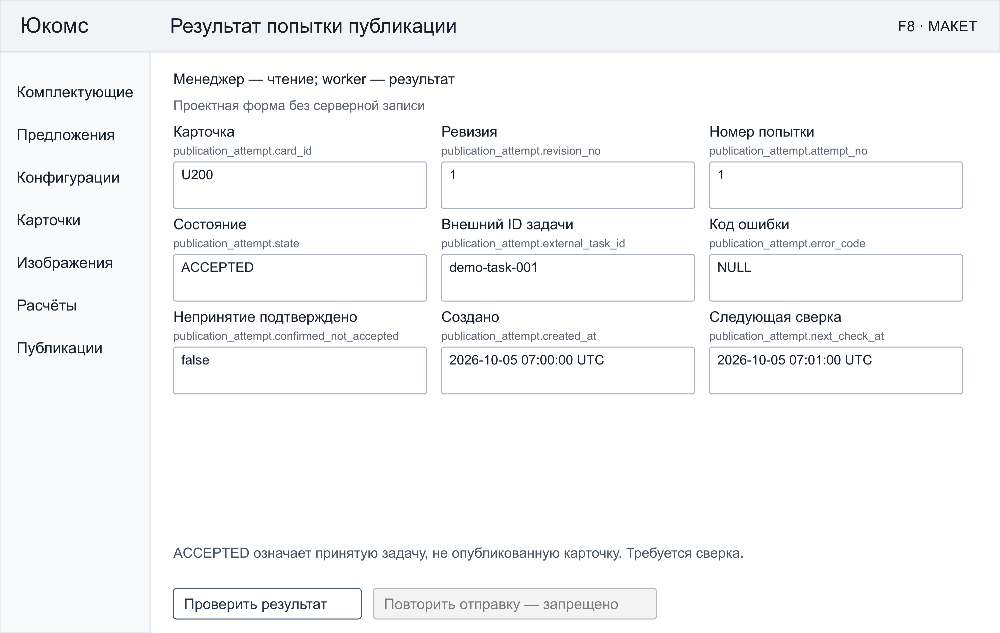 Юкомс
Результат попытки публикации
F8 · МАКЕТ
Комплектующие
Предложения
Конфигурации
Карточки
Изображения
Расчёты
Публикации
Менеджер — чтение; worker — результат
Проектная форма без серверной записи
Карточка
publication_attempt.card_id
U200
Ревизия
publication_attempt.revision_no
1
Номер попытки
publication_attempt.attempt_no
1
Состояние
publication_attempt.state
ACCEPTED
Внешний ID задачи
publication_attempt.external_task_id
demo-task-001
Код ошибки
publication_attempt.error_code
NULL
Непринятие подтверждено
publication_attempt.confirmed_not_accepted
false
Создано
publication_attempt.created_at
2026-10-05 07:00:00 UTC
Следующая сверка
publication_attempt.next_check_at
2026-10-05 07:01:00 UTC
ACCEPTED означает принятую задачу, не опубликованную карточку. Требуется сверка.
Проверить результат
Повторить отправку — запрещено